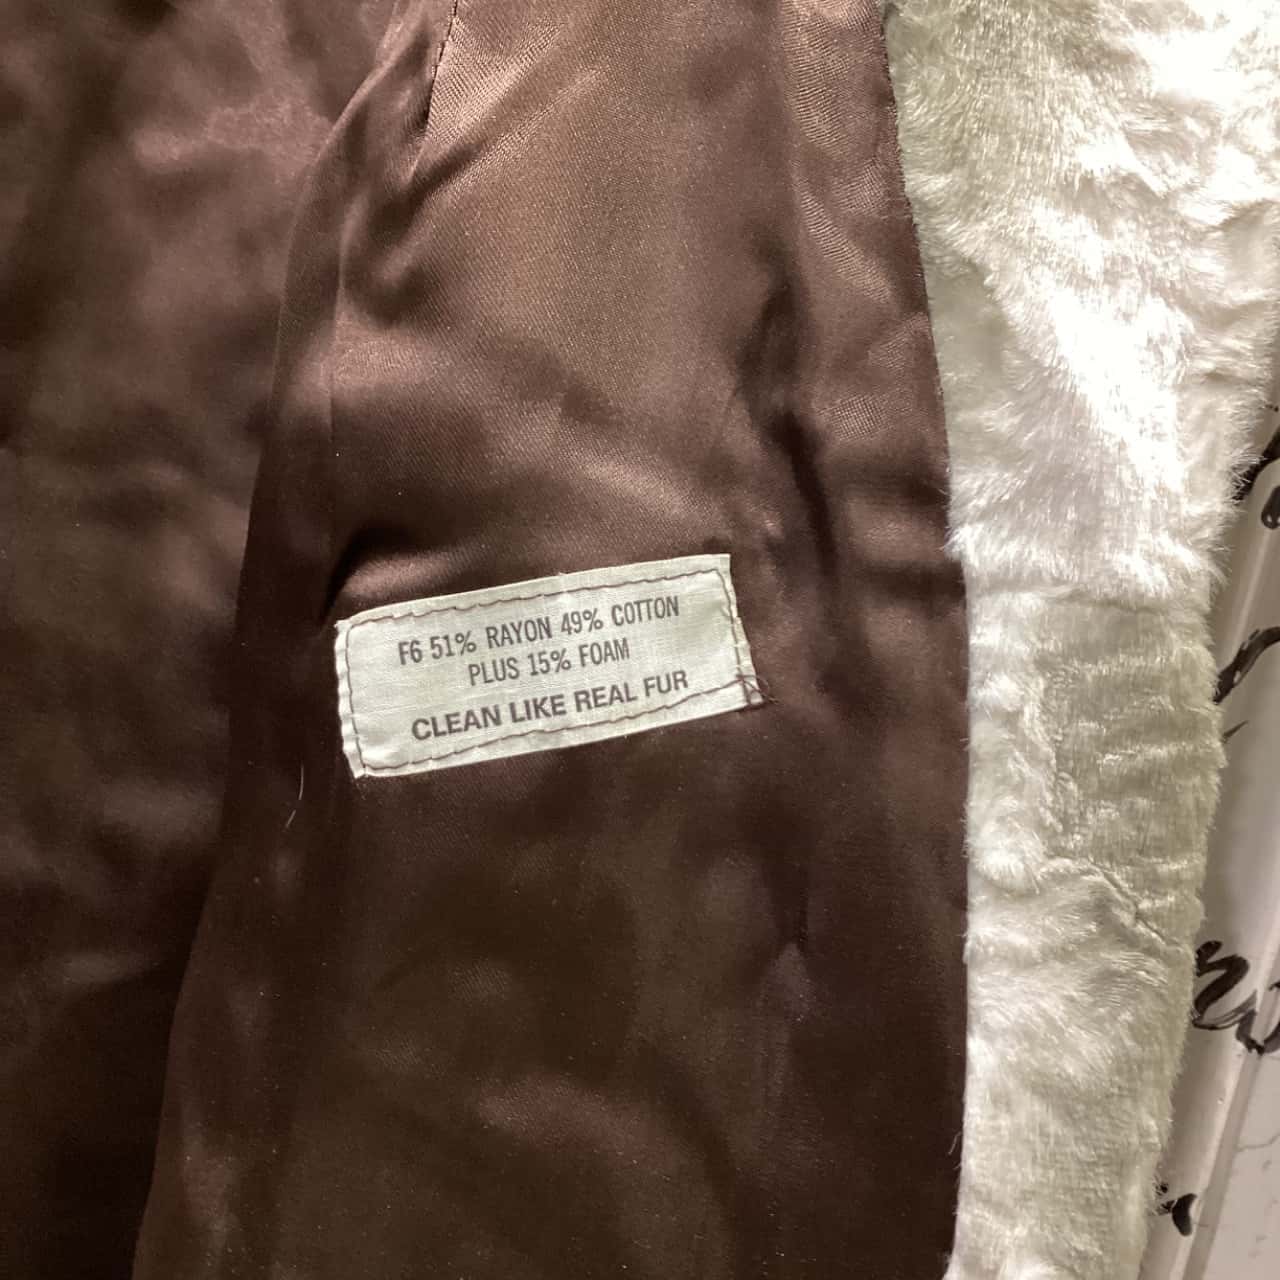 F6 51% RAYON 49% COTTON
PLUS 15% FOAM
CLEAN LIKE REAL FUR